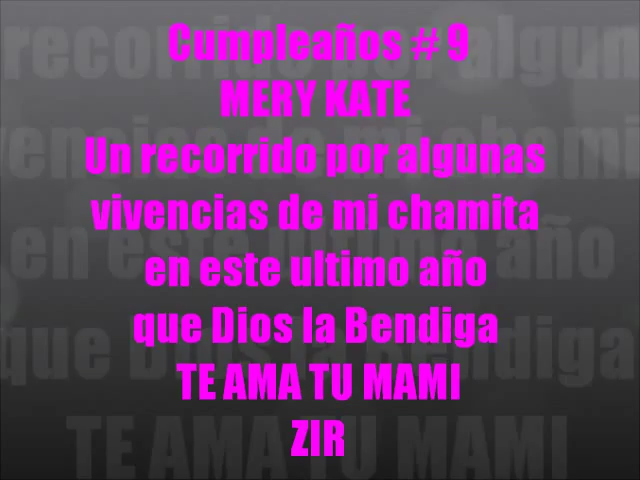 Cumpleaños # 9
MERY KATE
Un recorrido por algunas
vivencias de mi chamita
en este ultimo año
que Dios la Bendiga
TE AMA TU MAMI
ZIR